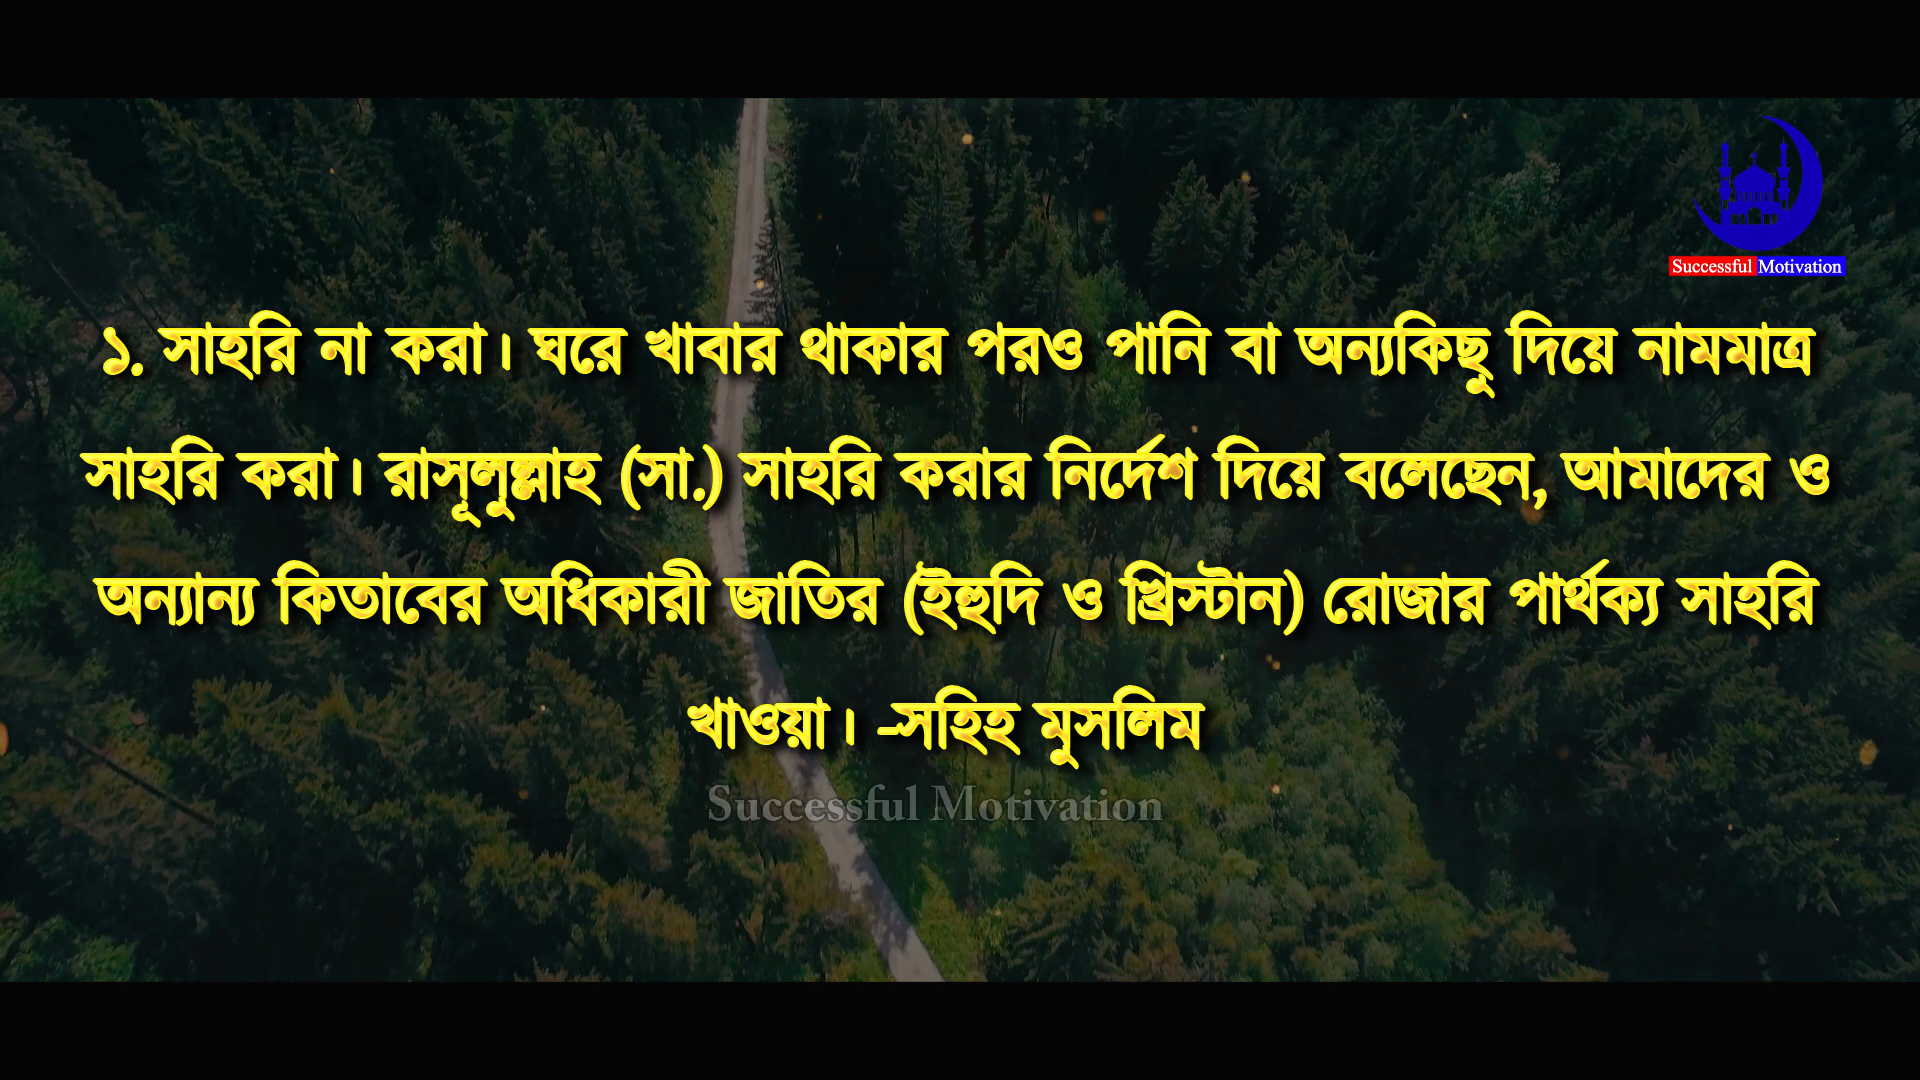 Successful Motivation
১. সাহরি না করা। ঘরে খাবার থাকার পরও পানি বা অন্যকিছু দিয়ে নামমাত্র
সাহরি করা। রাসূলুল্লাহ (সা.) সাহরি করার নির্দেশ দিয়ে বলেছেন, আমাদের ও
অন্যান্য কিতাবের অধিকারী জাতির (ইহুদি ও খ্রিস্টান) রোজার পার্থক্য সাহরি
খাওয়া। -সহিহ মুসলিম
Successful Motivation